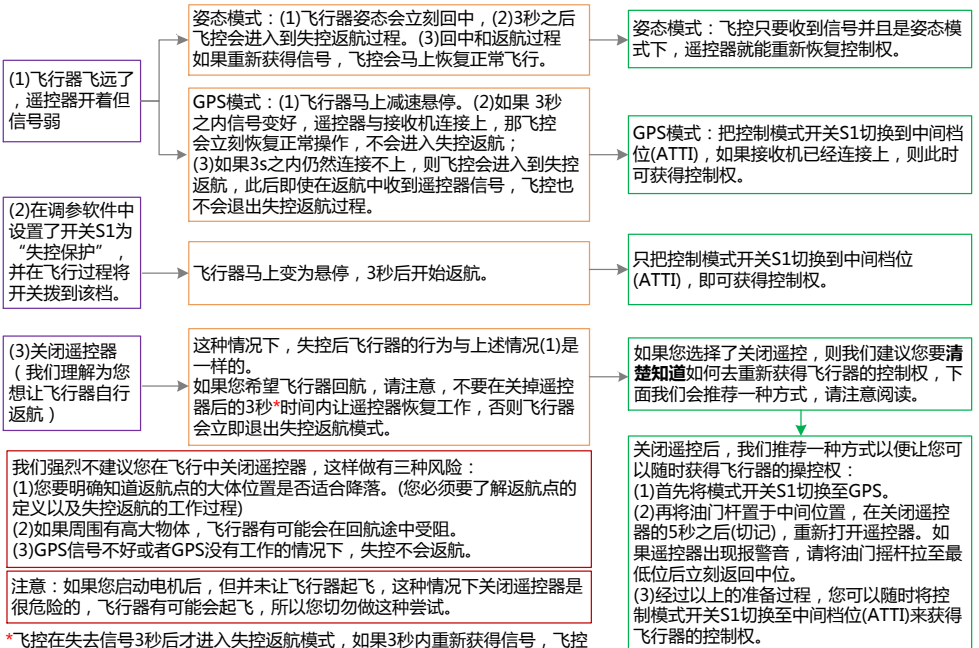 (1)飞行器飞远了
，遥控器开着但
信号弱
姿态模式：(1)飞行器姿态会立刻回中，(2)3秒之后
飞控会进入到失控返航过程。(3)回中和返航过程
如果重新获得信号，飞控会马上恢复正常飞行。
姿态模式：飞控只要收到信号并且是姿态模
式下，遥控器就能重新恢复控制权。
GPS模式：(1)飞行器马上减速悬停。(2)如果 3秒
之内信号变好，遥控器与接收机连接上，那飞控
会立刻恢复正常操作，不会进入失控返航；
(3)如果3s之内仍然连接不上，则飞控会进入到失控
返航，此后即使在返航中收到遥控器信号，飞控也
不会退出失控返航过程。
GPS模式：把控制模式开关S1切换到中间档
位(ATTI)，如果接收机已经连接上，则此时
可获得控制权。
(2)在调参软件中
设置了开关S1为
“失控保护”，
并在飞行过程将
开关拨到该档。
飞行器马上变为悬停，3秒后开始返航。
只把控制模式开关S1切换到中间档位
(ATTI)，即可获得控制权。
(3)关闭遥控器
（我们理解为您
想让飞行器自行
返航）
这种情况下，失控后飞行器的行为与上述情况(1)是
一样的。
如果您希望飞行器回航，请注意，不要在关掉遥控
器后的3秒*时间内让遥控器恢复工作，否则飞行器
会立即退出失控返航模式。
如果您选择了关闭遥控，则我们建议您要清
楚知道如何去重新获得飞行器的控制权，下
面我们会推荐一种方式，请注意阅读。
关闭遥控后，我们推荐一种方式以便让您可
以随时获得飞行器的操控权：
(1)首先将模式开关S1切换至GPS。
(2)再将油门杆置于中间位置，在关闭遥控
器的5秒之后(切记)，重新打开遥控器。如
果遥控器出现报警音，请将油门摇杆拉至最
低位后立刻返回中位。
(3)经过以上的准备过程，您可以随时将控
制模式开关S1切换至中间档位(ATTI)来获得
飞行器的控制权。
我们强烈不建议您在飞行中关闭遥控器，这样做有三种风险：
(1)您要明确知道返航点的大体位置是否适合降落。(您必须要了解返航点的
定义以及失控返航的工作过程)
(2)如果周围有高大物体，飞行器有可能会在回航途中受阻。
(3)GPS信号不好或者GPS没有工作的情况下，失控不会返航。
注意：如果您启动电机后，但并未让飞行器起飞，这种情况下关闭遥控器是
很危险的，飞行器有可能会起飞，所以您切勿做这种尝试。
*飞控在失去信号3秒后才进入失控返航模式，如果3秒内重新获得信号，飞控